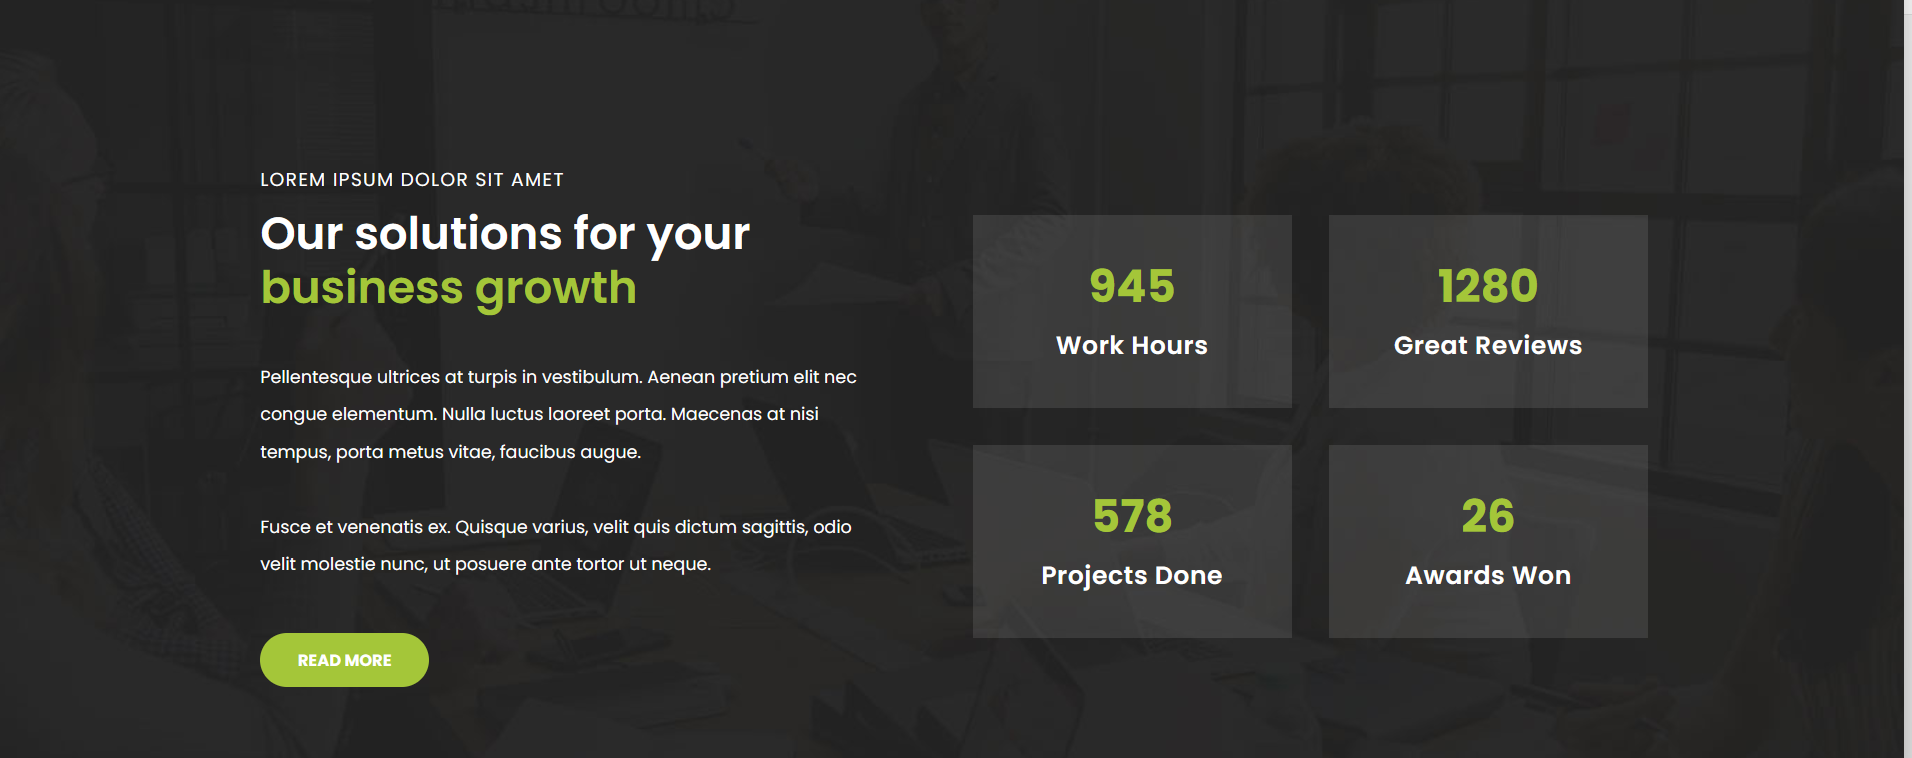 LOREM IPSUM DOLOR SIT AMET
Our solutions for your
business growth
Pellentesque ultrices at turpis in vestibulum. Aenean pretium elit nec
congue elementum. Nulla luctus laoreet porta. Maecenas at nisi
tempus, porta metus vitae, faucibus augue.
Fusce et venenatis ex. Quisque varius, velit quis dictum sagittis, odio
velit molestie nunc, ut posuere ante tortor ut neque.
READ MORE
945
Work Hours
1280
Great Reviews
578
Projects Done
26
Awards Won